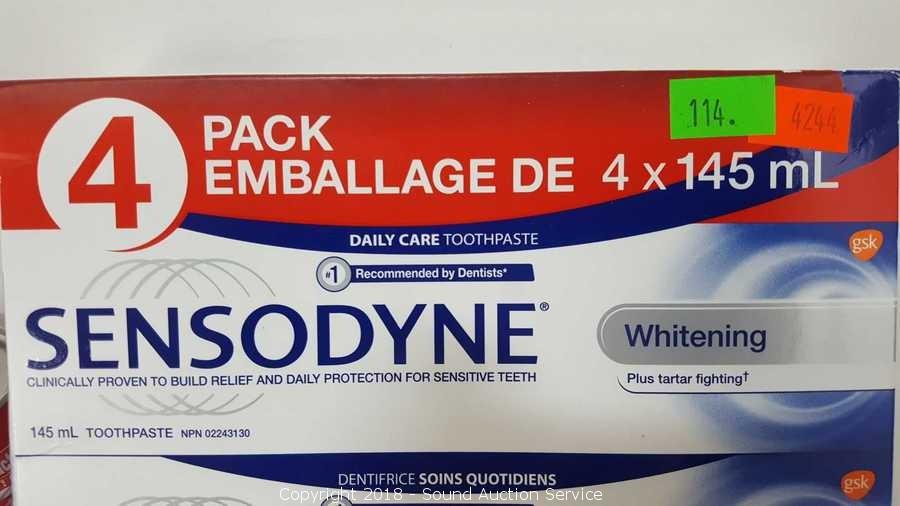 4
PACK
EMBALLAGE DE 4 x 145 mL
114.
4244
DAILY CARE TOOTHPASTE
gsk
#1 Recommended by Dentists*
SENSODYNE®
Whitening
CLINICALLY PROVEN TO BUILD RELIEF AND DAILY PROTECTION FOR SENSITIVE TEETH
Plus tartar fighting†
145 mL TOOTHPASTE NPN 02243130
DENTIFRICE SOINS QUOTIDIENS
gsk
Copyright 2018 - Sound Auction Service